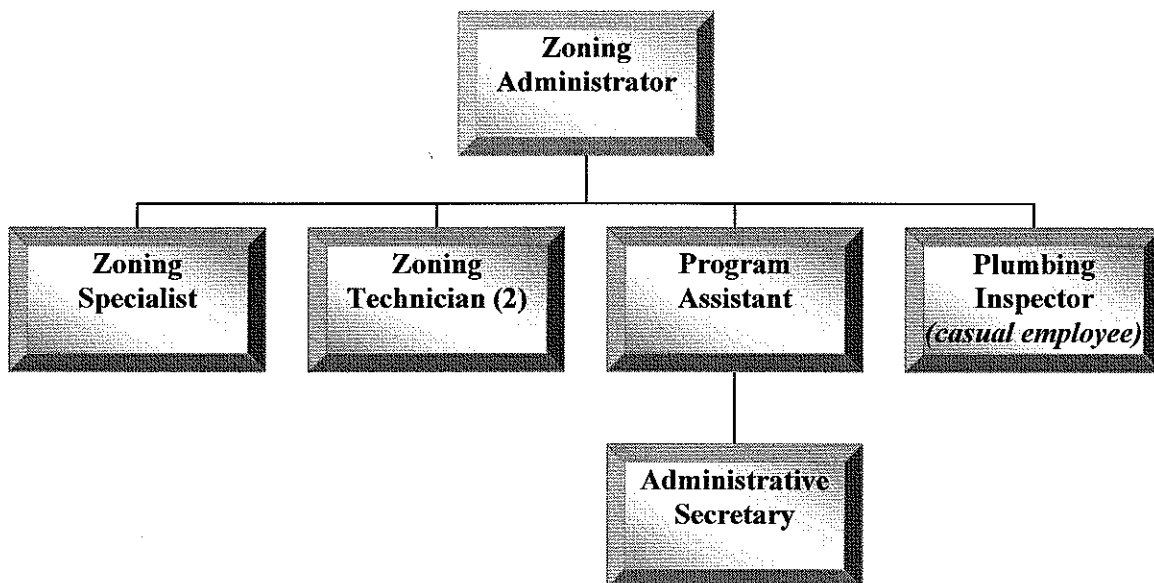 Zoning
Administrator
Zoning
Specialist
Zoning
Technician (2)
Program
Assistant
Plumbing
Inspector
(casual employee)
Administrative
Secretary